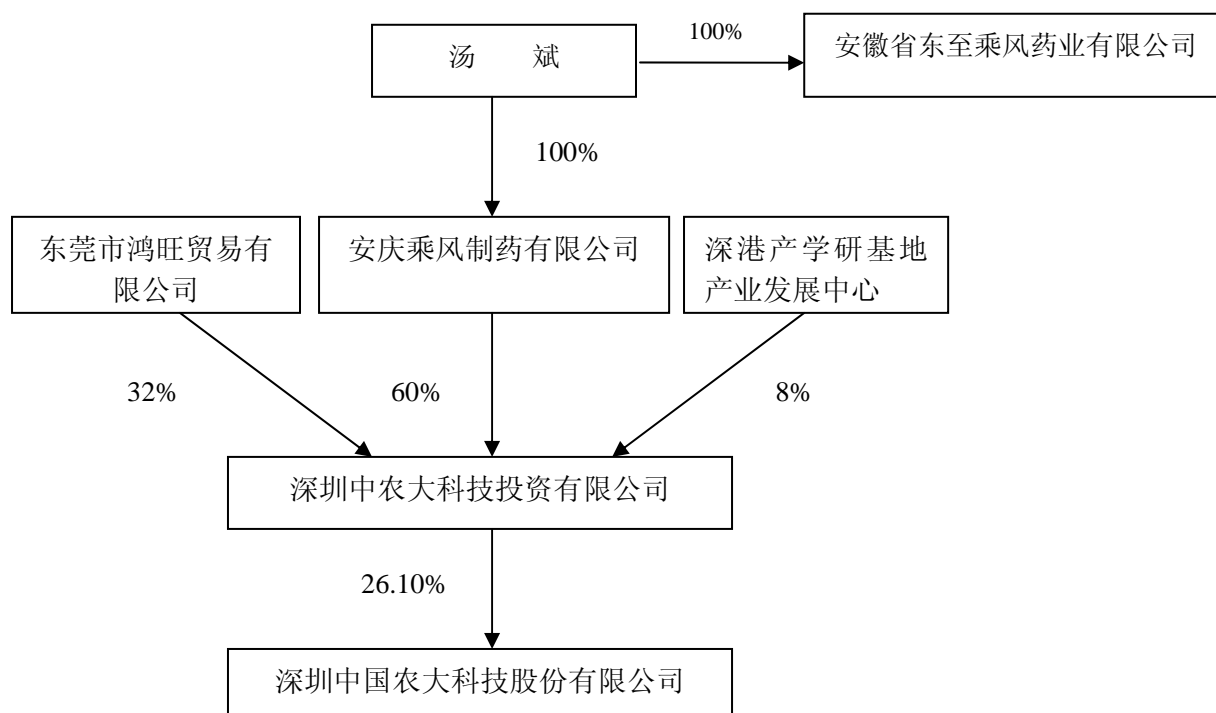 汤 斌
100%
安徽省东至乘风药业有限公司
100%
东莞市鸿旺贸易有
限公司
安庆乘风制药有限公司
深港产学研基地
产业发展中心
32%
60%
8%
深圳中农大科技投资有限公司
26.10%
深圳中国农大科技股份有限公司